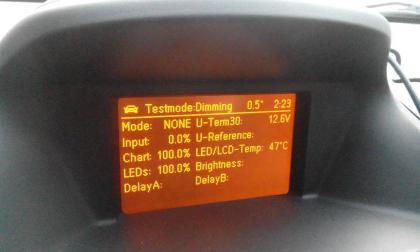 Testmode:Dimming 0.5° 2:23
Mode: NONE U-Term30: 12.6V
Input: 0.0% U-Reference:
Chart: 100.0% LED/LCD-Temp: 47°C
LEDs: 100.0% Brightness:
DelayA: DelayB: